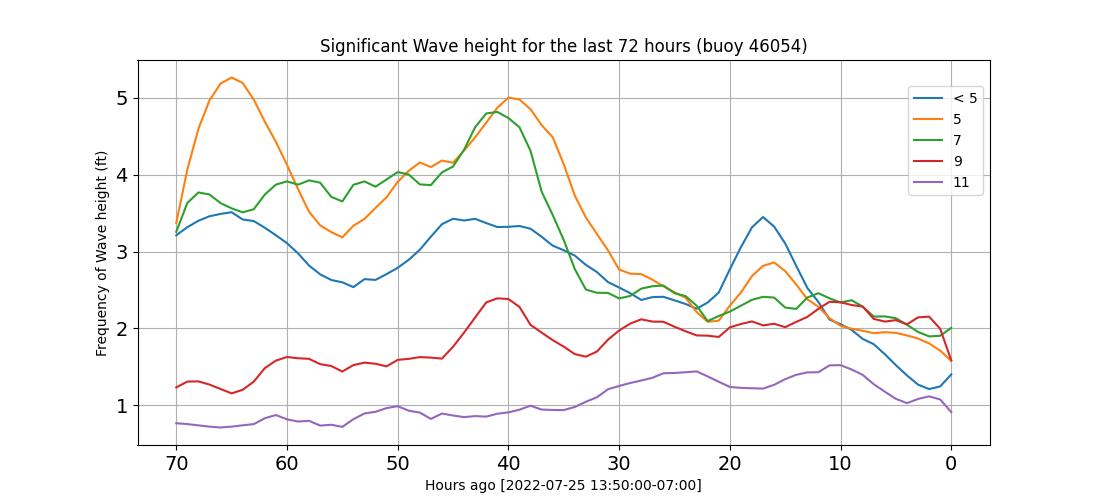 Significant Wave height for the last 72 hours (buoy 46054)
Frequency of Wave height (ft)
5
4
3
2
1
< 5
5
7
9
11
70 60 50 40 30 20 10 0
Hours ago [2022-07-25 13:50:00-07:00]